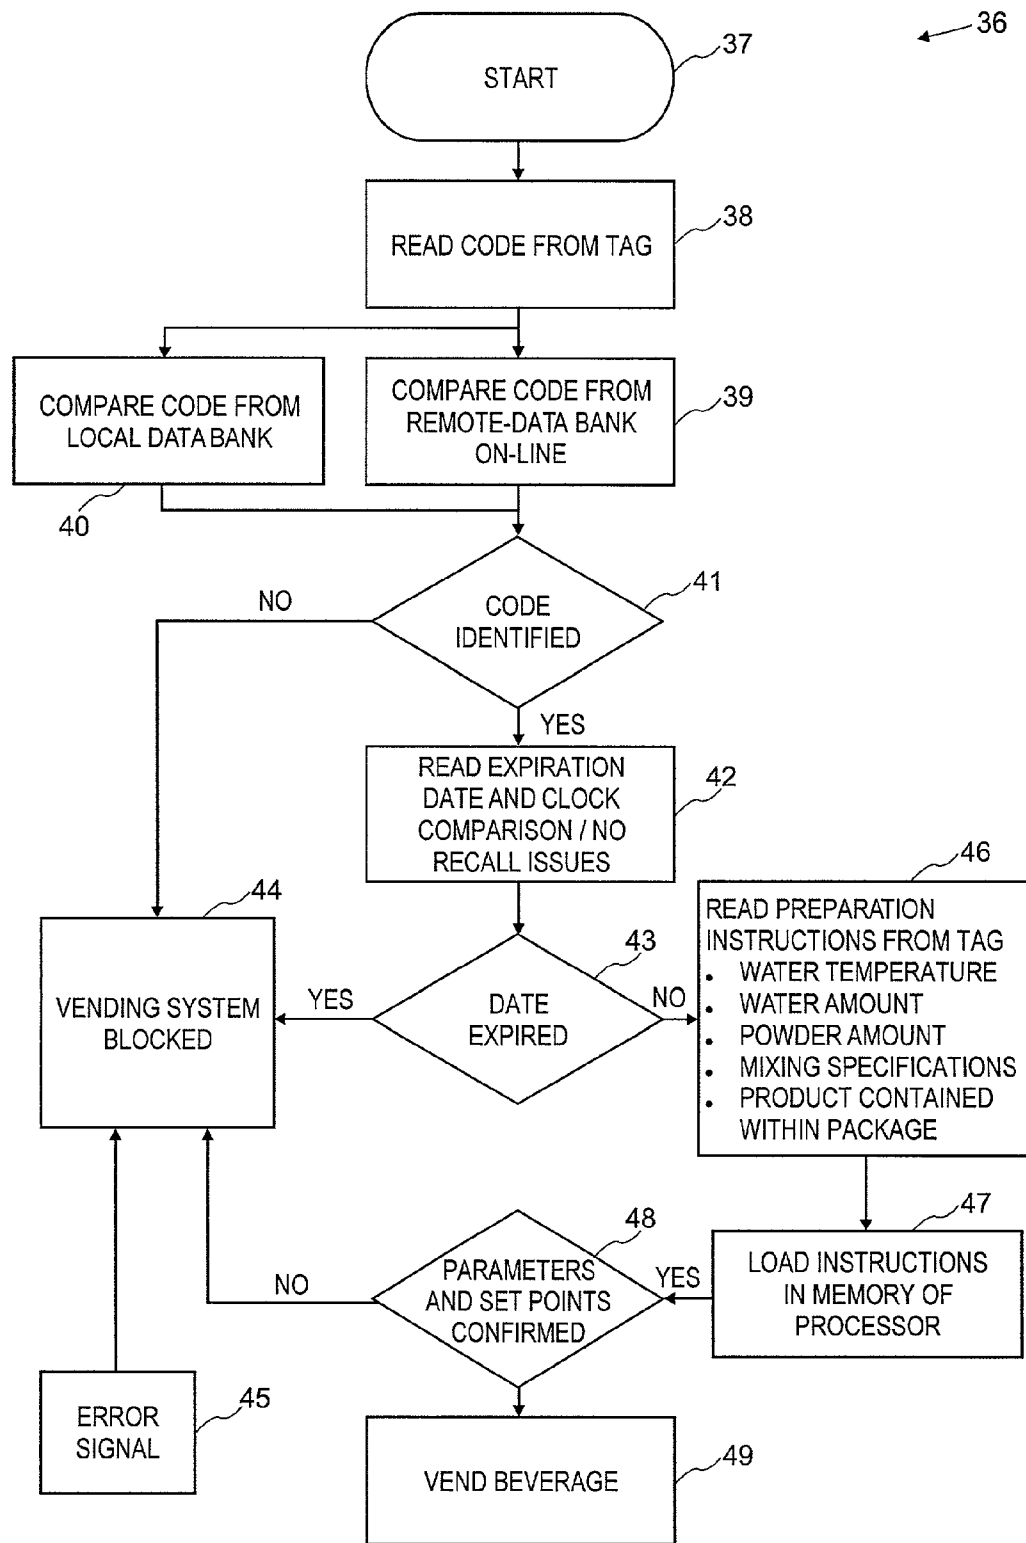 36
37
START
38
READ CODE FROM TAG
COMPARE CODE FROM
LOCAL DATA BANK
40
COMPARE CODE FROM
REMOTE-DATA BANK
ON-LINE
39
41
NO
CODE
IDENTIFIED
YES
READ EXPIRATION
DATE AND CLOCK
COMPARISON / NO
RECALL ISSUES
42
44
VENDING SYSTEM
BLOCKED
YES
43
DATE
EXPIRED
NO
46
READ PREPARATION
INSTRUCTIONS FROM TAG
• WATER TEMPERATURE
• WATER AMOUNT
• POWDER AMOUNT
• MIXING SPECIFICATIONS
• PRODUCT CONTAINED
WITHIN PACKAGE
47
LOAD INSTRUCTIONS
IN MEMORY OF
PROCESSOR
YES
48
PARAMETERS
AND SET POINTS
CONFIRMED
NO
45
ERROR
SIGNAL
49
VEND BEVERAGE